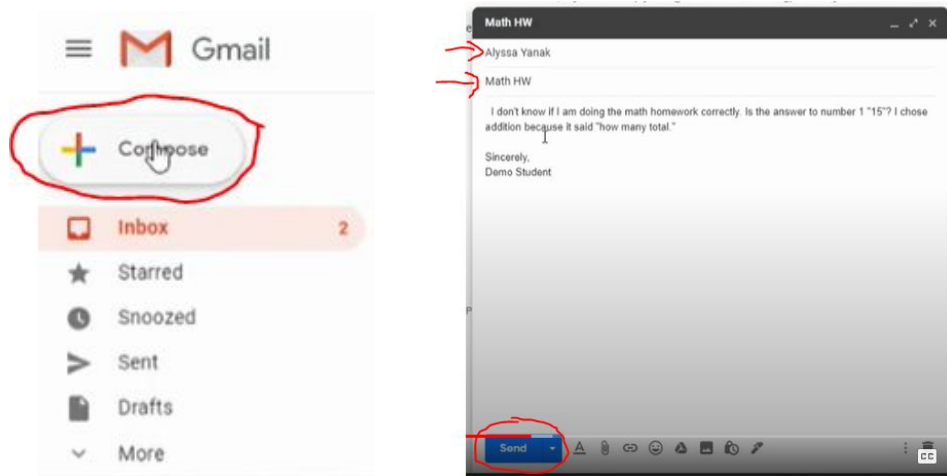 Gmail
Compose
Inbox 2
Starred
Snoozed
Sent
Drafts
More
Math HW
Alyssa Yanak
Math HW
I don't know if I am doing the math homework correctly. Is the answer to number 1 "15"? I chose
addition because it said "how many total."
Sincerely,
Demo Student
Send
CC